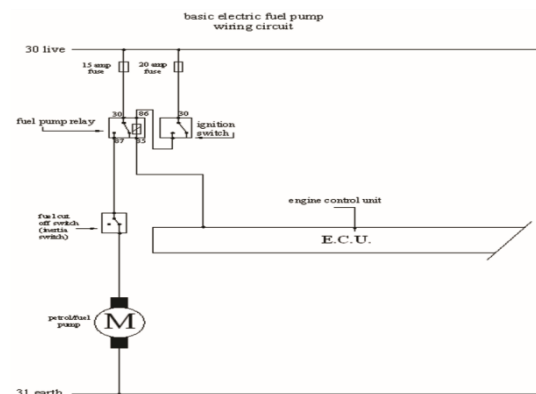 basic electric fuel pump
wiring circuit
30 live
15 amp
fuse
20 amp
fuse
30
86
30
fuel pump relay
ignition
switch
87
85
fuel cut
off switch
(inertia
switch)
engine control unit
E.C.U.
petrol/fuel
pump
M
31 earth